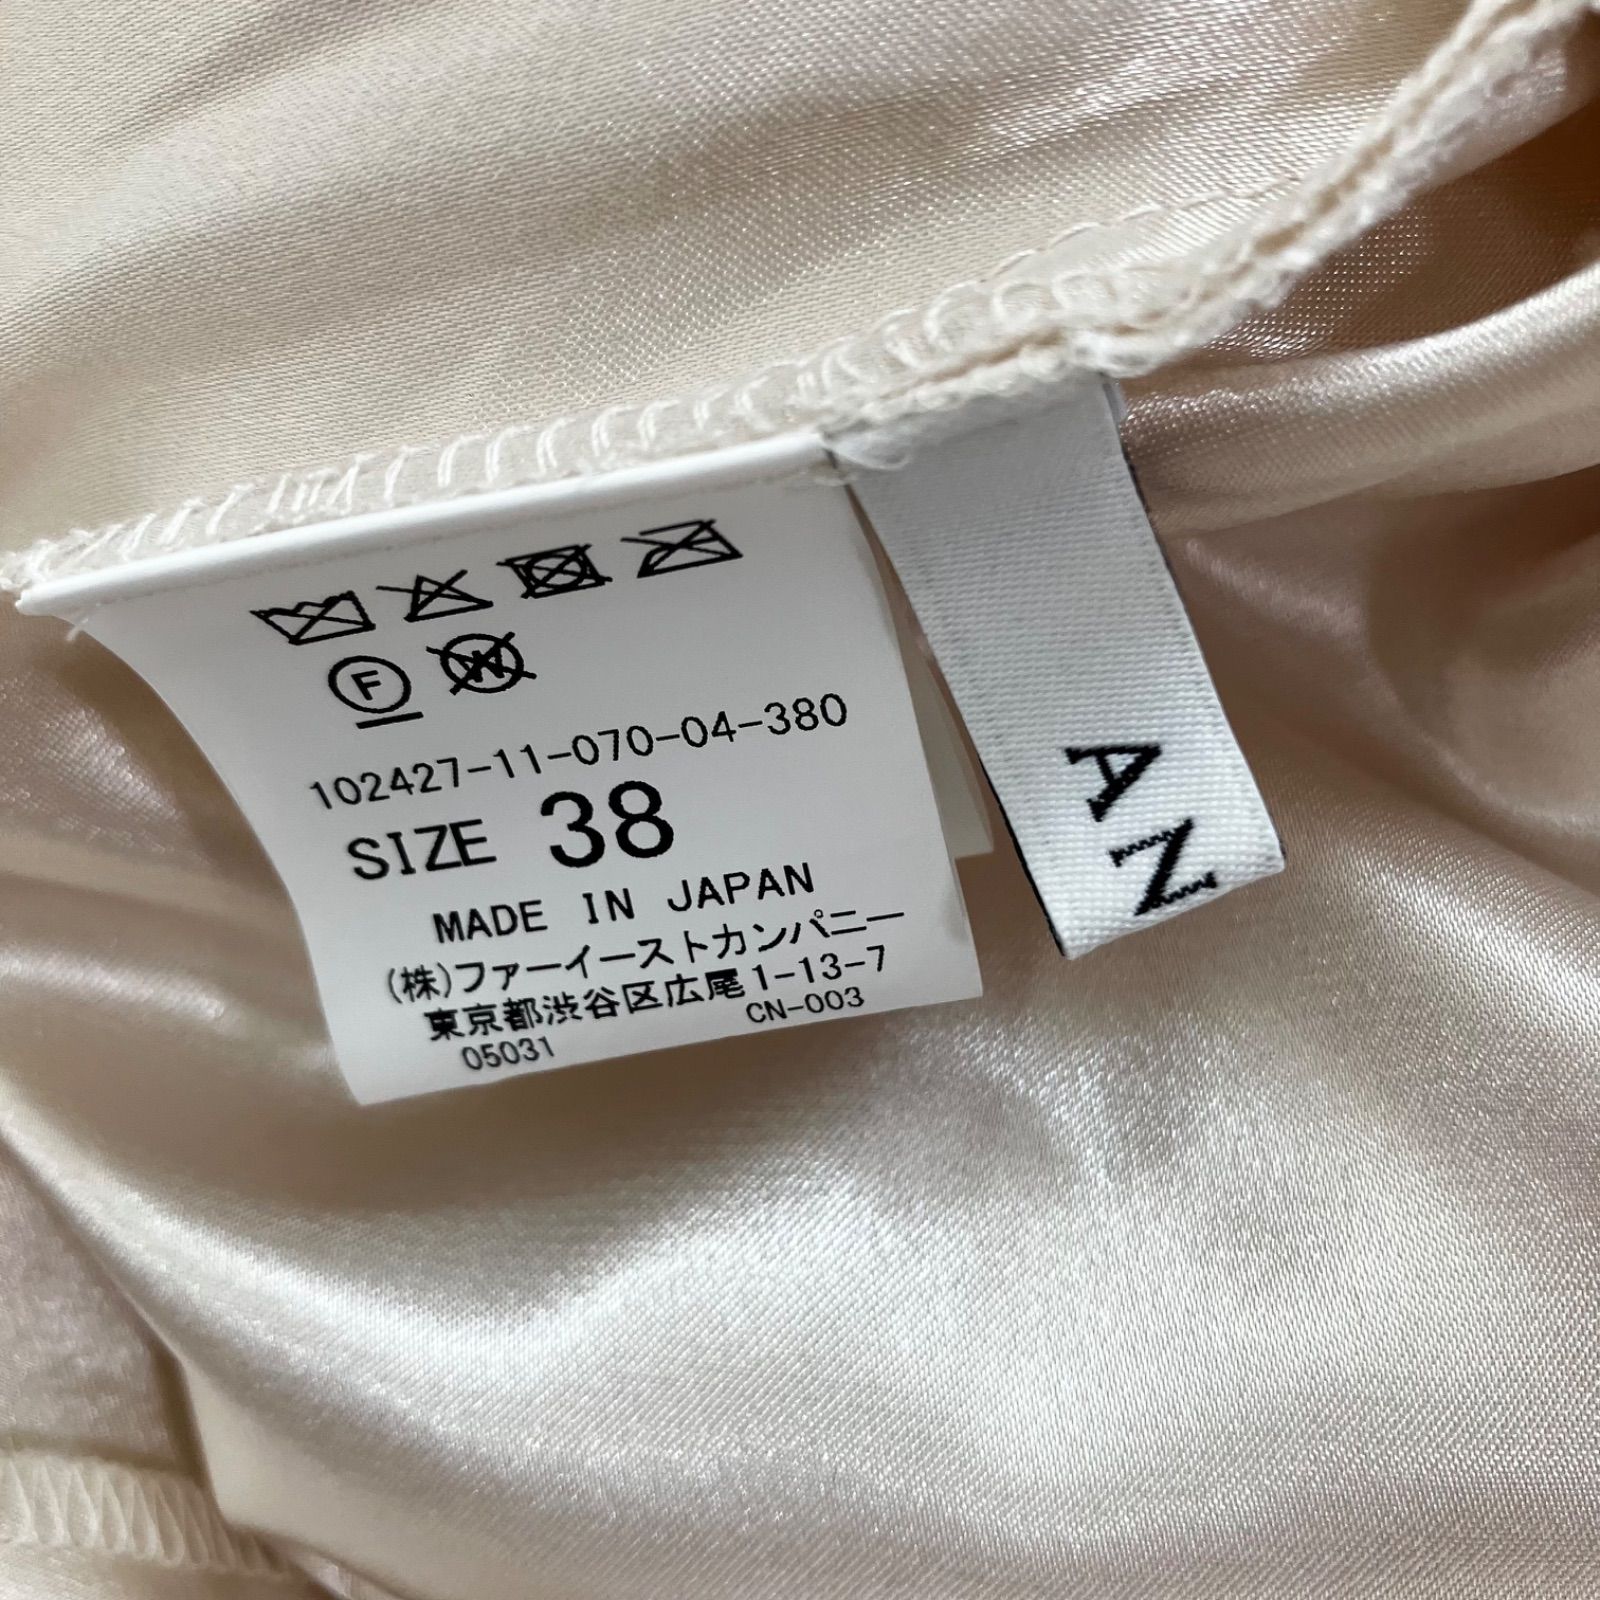 F W
102427-11-070-04-380
SIZE 38
MADE IN JAPAN
(株)ファーイーストカンパニー
東京都渋谷区広尾1-13-7
05031 CN-003
AN